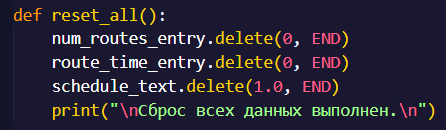 def reset_all():
    num_routes_entry.delete(0, END)
    route_time_entry.delete(0, END)
    schedule_text.delete(1.0, END)
    print("\nСброс всех данных выполнен.\n")